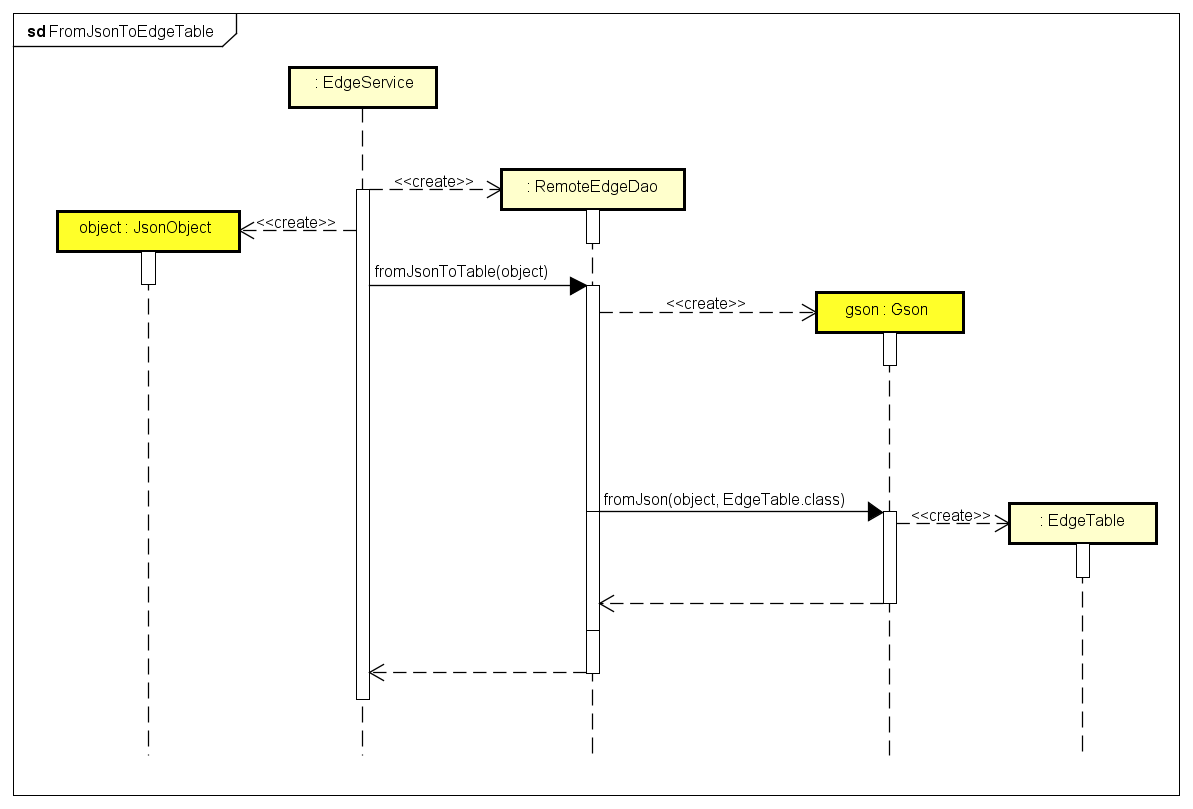 sd FromJsonToEdgeTable
: EdgeService
<<create>>
: RemoteEdgeDao
object : JsonObject
<<create>>
fromJsonToTable(object)
<<create>>
gson : Gson
fromJson(object, EdgeTable.class)
<<create>>
: EdgeTable